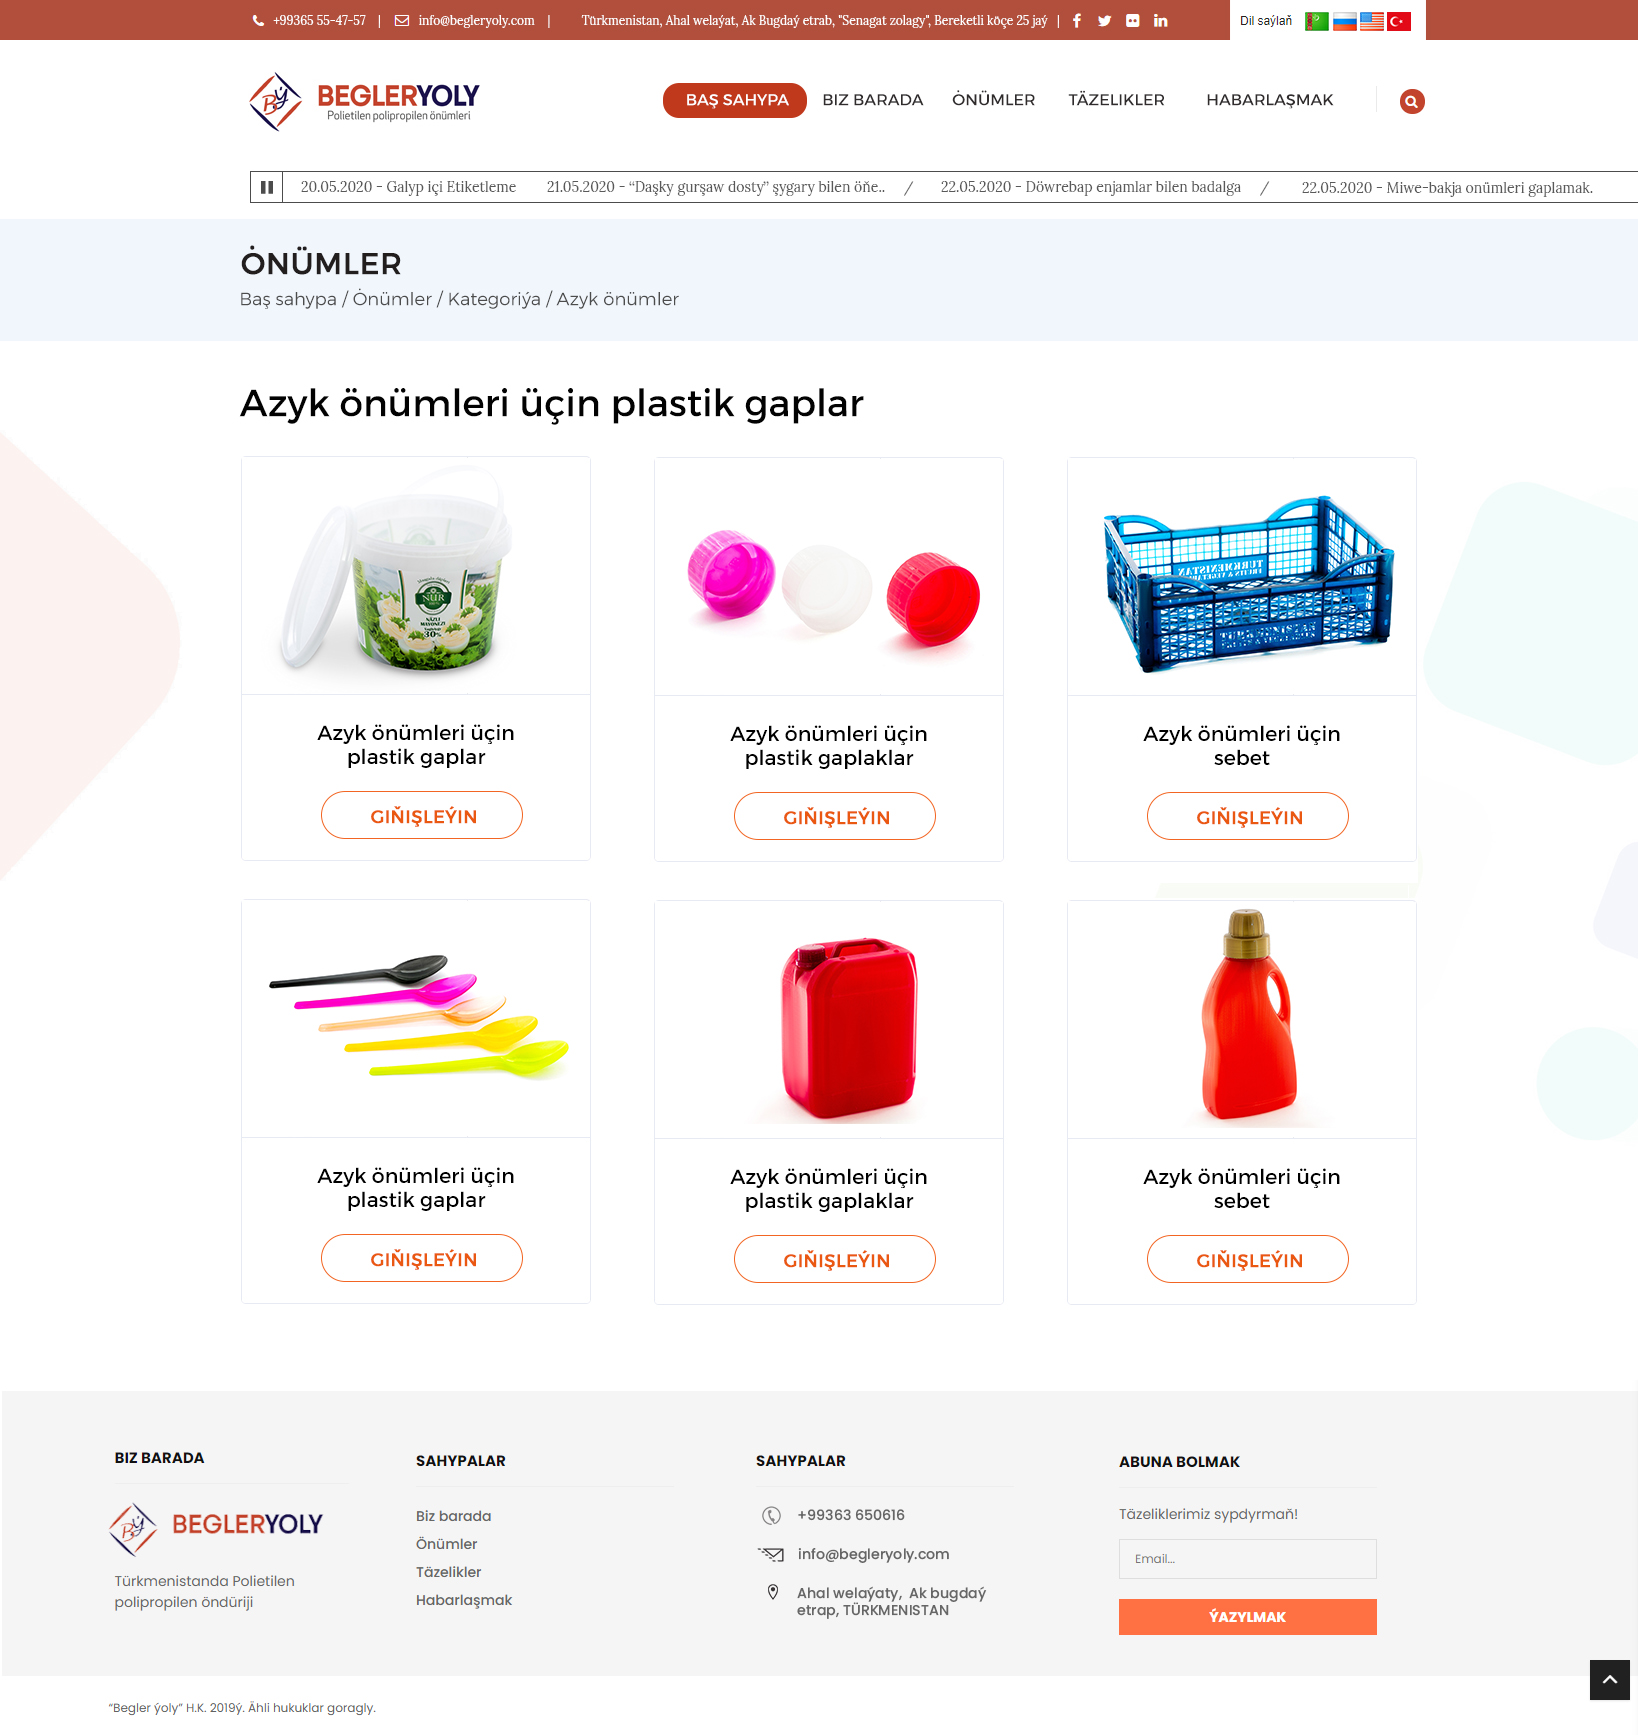 +99365 55-47-57 | info@begleryoly.com | Türkmenistan, Ahal welaýat, Ak Bugdaý etrab, "Senagat zolagy", Bereketli köçe 25 jaý |
Dil saýlaň
BEGLERYOLY
Polietilen polipropilen önümleri
BAŞ SAHYPA BIZ BARADA ÖNÜMLER TÄZELIKLER HABARLAŞMAK
20.05.2020 - Galyp içi Etiketleme 21.05.2020 - “Daşky gurşaw dosty” şygary bilen öňe.. / 22.05.2020 - Döwrebap enjamlar bilen badalga / 22.05.2020 - Miwe-bakja onümleri gaplamak.
ÖNÜMLER
Baş sahypa / Önümler / Kategoriýa / Azyk önümler
Azyk önümleri üçin plastik gaplar
NUR
NÄZLI
MAYONEZI
30%
TÜRKMENISTAN
Azyk önümleri üçin
plastik gaplar
GIŇIŞLEÝIN
Azyk önümleri üçin
plastik gaplaklar
GIŇIŞLEÝIN
Azyk önümleri üçin
sebet
GIŇIŞLEÝIN
Azyk önümleri üçin
plastik gaplar
GIŇIŞLEÝIN
Azyk önümleri üçin
plastik gaplaklar
GIŇIŞLEÝIN
Azyk önümleri üçin
sebet
GIŇIŞLEÝIN
BIZ BARADA
BEGLERYOLY
Türkmenistanda Polietilen
polipropilen öndüriji
SAHYPALAR
Biz barada
Önümler
Täzelikler
Habarlaşmak
SAHYPALAR
+99363 650616
info@begleryoly.com
Ahal welaýaty, Ak bugdaý
etrap, TÜRKMENISTAN
ABUNA BOLMAK
Täzeliklerimiz sypdyrmaň!
Email...
ÝAZYLMAK
“Begler ýoly” H.K. 2019ý. Ähli hukuklar goragly.